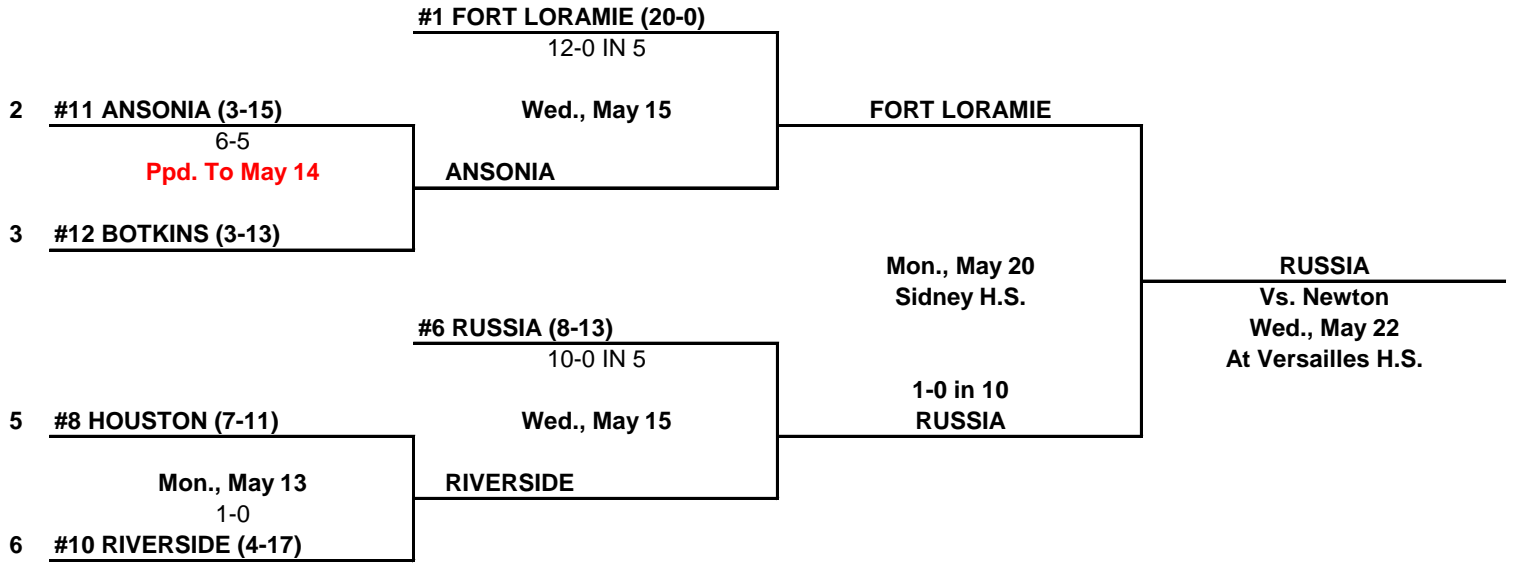 #1 FORT LORAMIE (20-0)
12-0 IN 5
2 #11 ANSONIA (3-15) Wed., May 15 FORT LORAMIE
6-5
Ppd. To May 14 ANSONIA
3 #12 BOTKINS (3-13)
Mon., May 20 RUSSIA
Sidney H.S. Vs. Newton
#6 RUSSIA (8-13) Wed., May 22
10-0 IN 5 At Versailles H.S.
1-0 in 10
5 #8 HOUSTON (7-11) Wed., May 15 RUSSIA
Mon., May 13 RIVERSIDE
1-0
6 #10 RIVERSIDE (4-17)